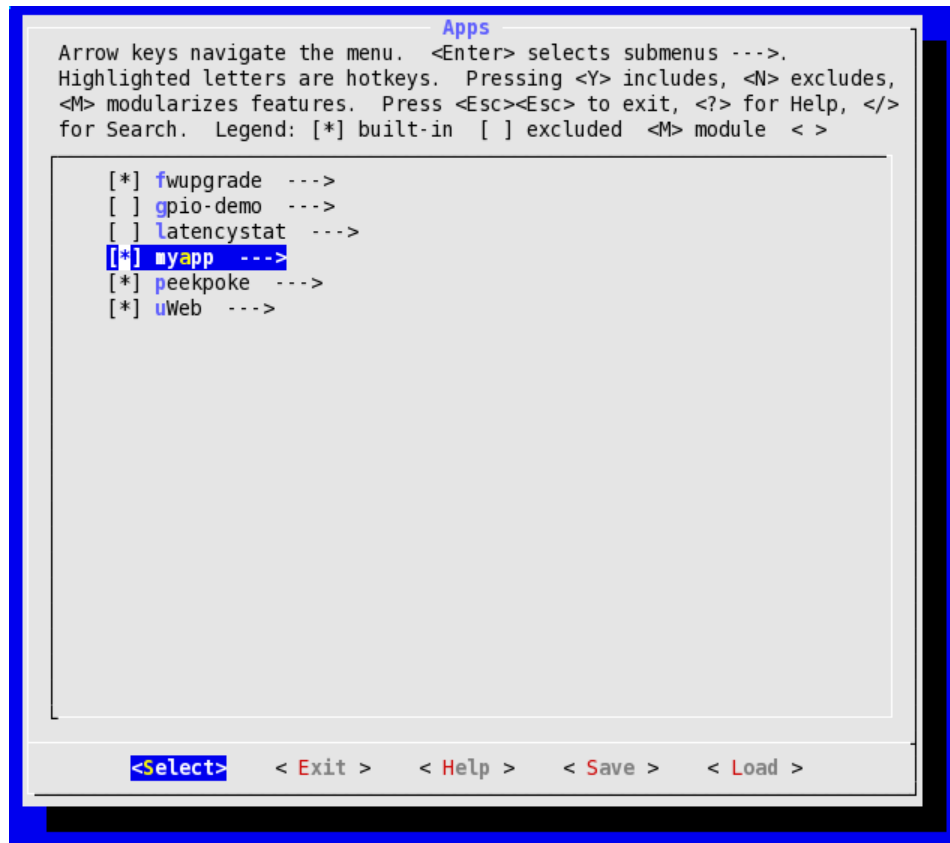 Apps
Arrow keys navigate the menu.  <Enter> selects submenus --->.
Highlighted letters are hotkeys.  Pressing <Y> includes, <N> excludes,
<M> modularizes features.  Press <Esc><Esc> to exit, <?> for Help, </>
for Search.  Legend: [*] built-in  [ ] excluded  <M> module  < >
[*] fwupgrade  --->
[ ] gpio-demo  --->
[ ] latencystat  --->
[*] myapp  --->
[*] peekpoke  --->
[*] uWeb  --->
<Select>    < Exit >    < Help >    < Save >    < Load >